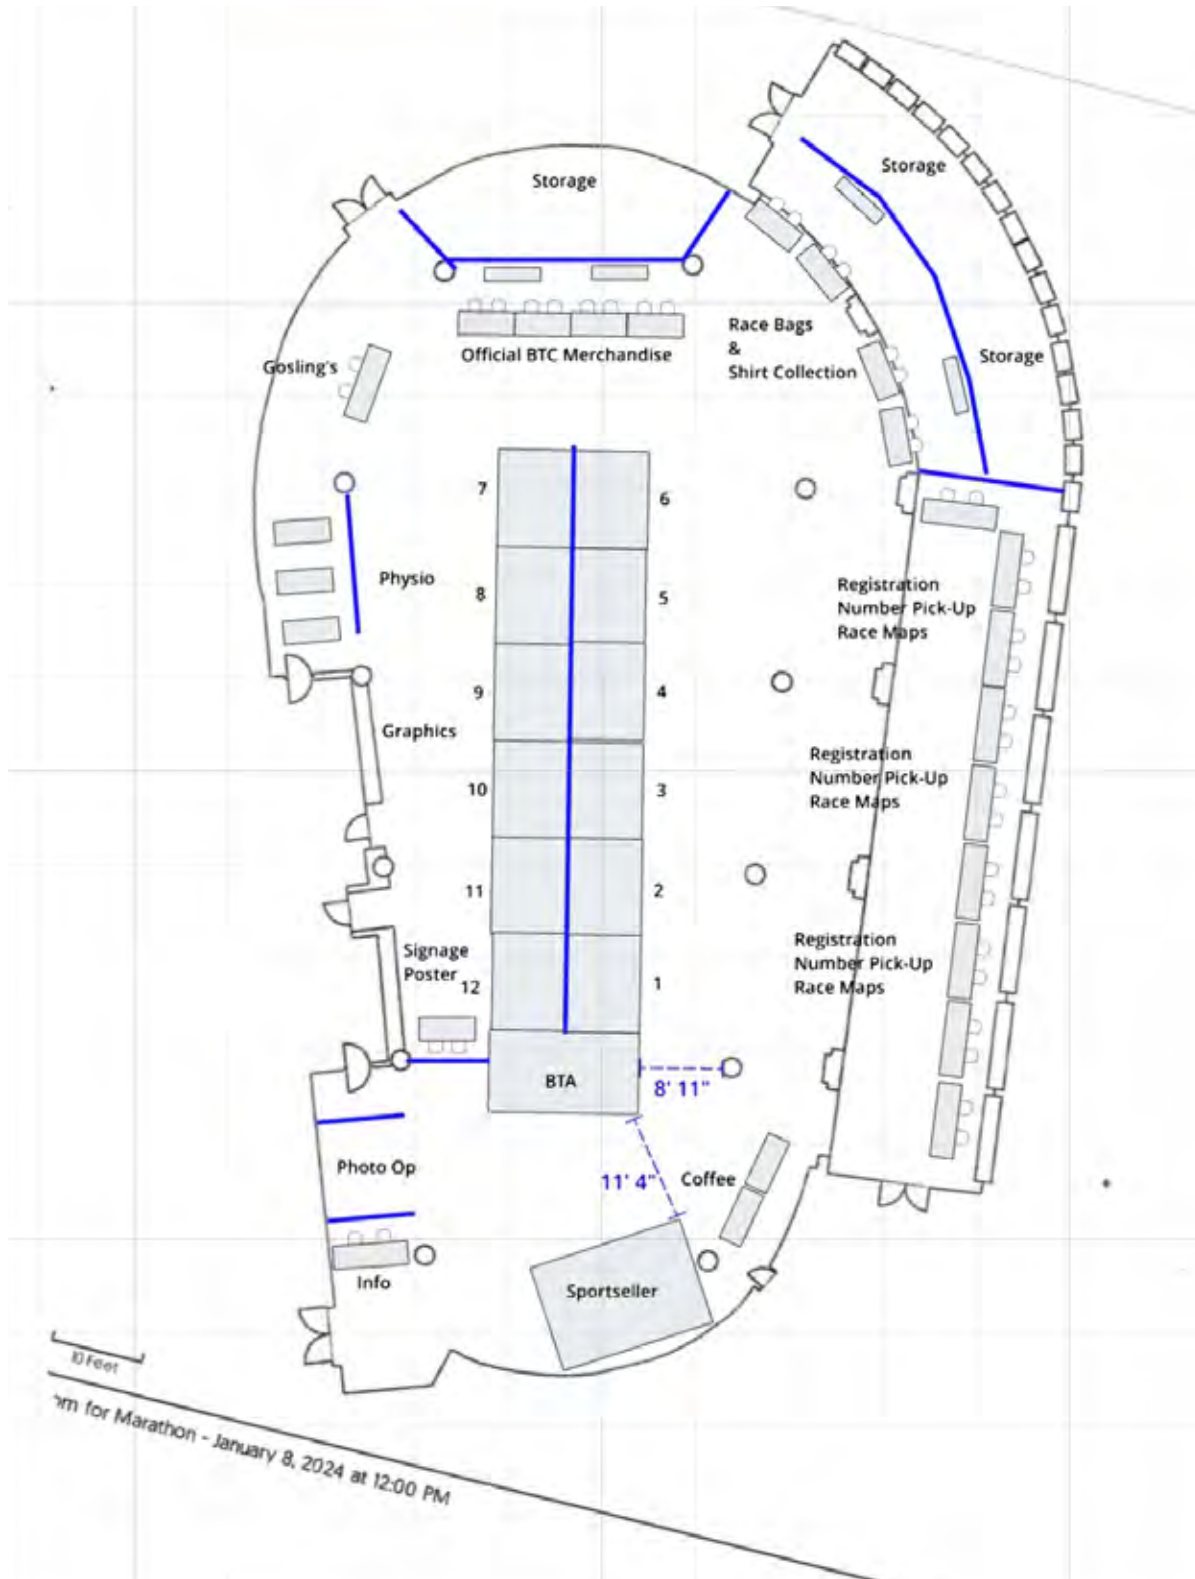 Storage
Storage
Race Bags
&
Shirt Collection
Storage
Official BTC Merchandise
Gosling's
7
6
8
5
Physio
Registration
Number Pick-Up
Race Maps
9
4
Graphics
10
3
Registration
Number Pick-Up
Race Maps
11
2
Signage
Poster
12
1
Registration
Number Pick-Up
Race Maps
BTA
8' 11"
Photo Op
11' 4"
Coffee
Info
Sportseller
10 Feet
for Marathon - January 8, 2024 at 12:00 PM